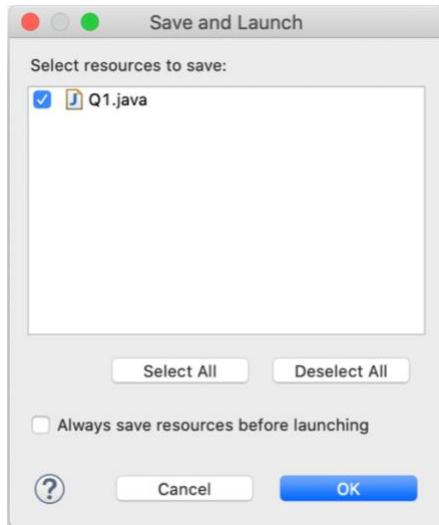 Save and Launch
Select resources to save:
J Q1.java
Select All Deselect All
Always save resources before launching
? Cancel OK